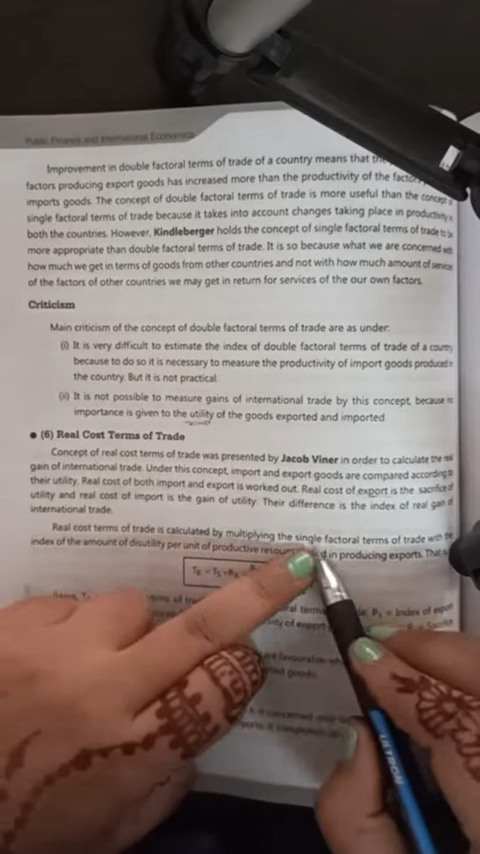 Public Finance and International Economics
Improvement in double factoral terms of trade of a country means that the
factors producing export goods has increased more than the productivity of the
imports goods. The concept of double factoral terms of trade is more useful than the concept
single factoral terms of trade because it takes into account changes taking place in productivity
both the countries. However, Kindleberger holds the concept of single factoral terms of trade to be
more appropriate than double factoral terms of trade. It is so because what we are concerned with
how much we get in terms of goods from other countries and not with how much amount of services
of the factors of other countries we may get in return for services of the our own factors.
Criticism
Main criticism of the concept of double factoral terms of trade are as under:
(i) It is very difficult to estimate the index of double factoral terms of trade of a country
because to do so it is necessary to measure the productivity of import goods produced
the country. But it is not practical.
(ii) It is not possible to measure gains of international trade by this concept, because no
importance is given to the utility of the goods exported and imported.
• (6) Real Cost Terms of Trade
Concept of real cost terms of trade was presented by Jacob Viner in order to calculate the real
gain of international trade. Under this concept, import and export goods are compared according to
their utility. Real cost of both import and export is worked out. Real cost of export is the sacrifice of
utility and real cost of import is the gain of utility. Their difference is the index of real gain of
international trade.
Real cost terms of trade is calculated by multiplying the single factoral terms of trade with the
index of the amount of disutility per unit of productive in producing exports. That
of export
are favourable
goods.
it is concerned only
LILYRON